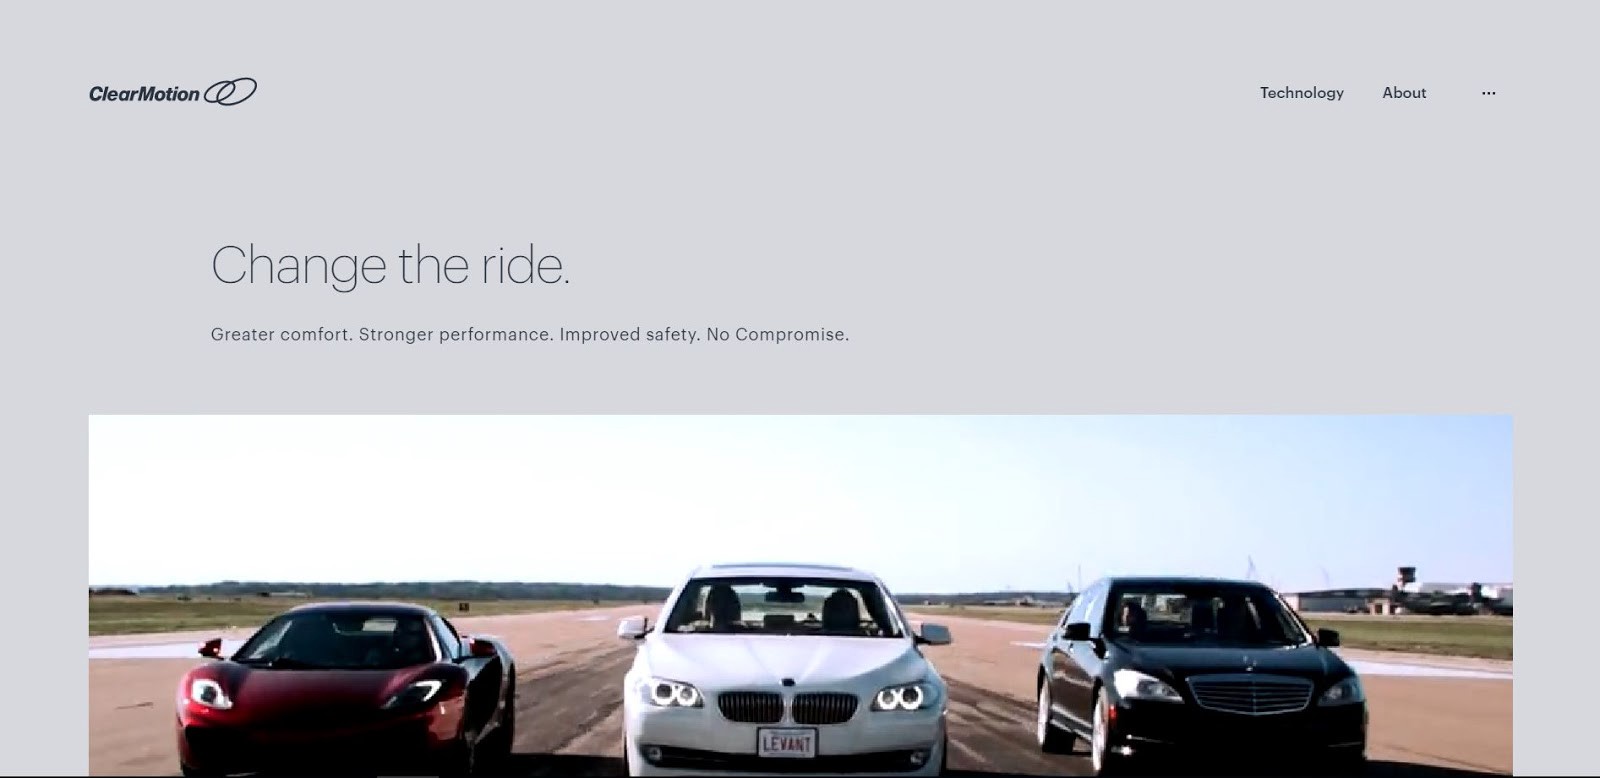 ClearMotion
Technology About ...
Change the ride.
Greater comfort. Stronger performance. Improved safety. No Compromise.
LEVANT